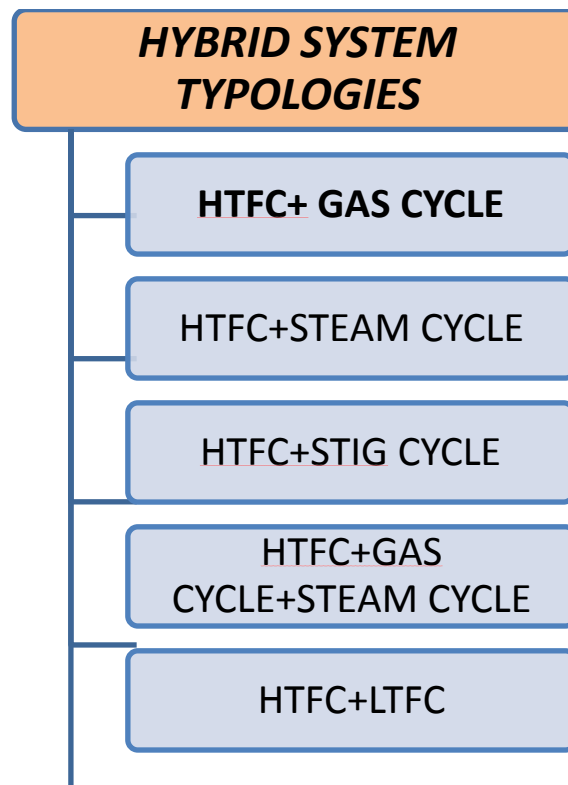 HYBRID SYSTEM
TYPOLOGIES
HTFC+ GAS CYCLE
HTFC+STEAM CYCLE
HTFC+STIG CYCLE
HTFC+GAS
CYCLE+STEAM CYCLE
HTFC+LTFC